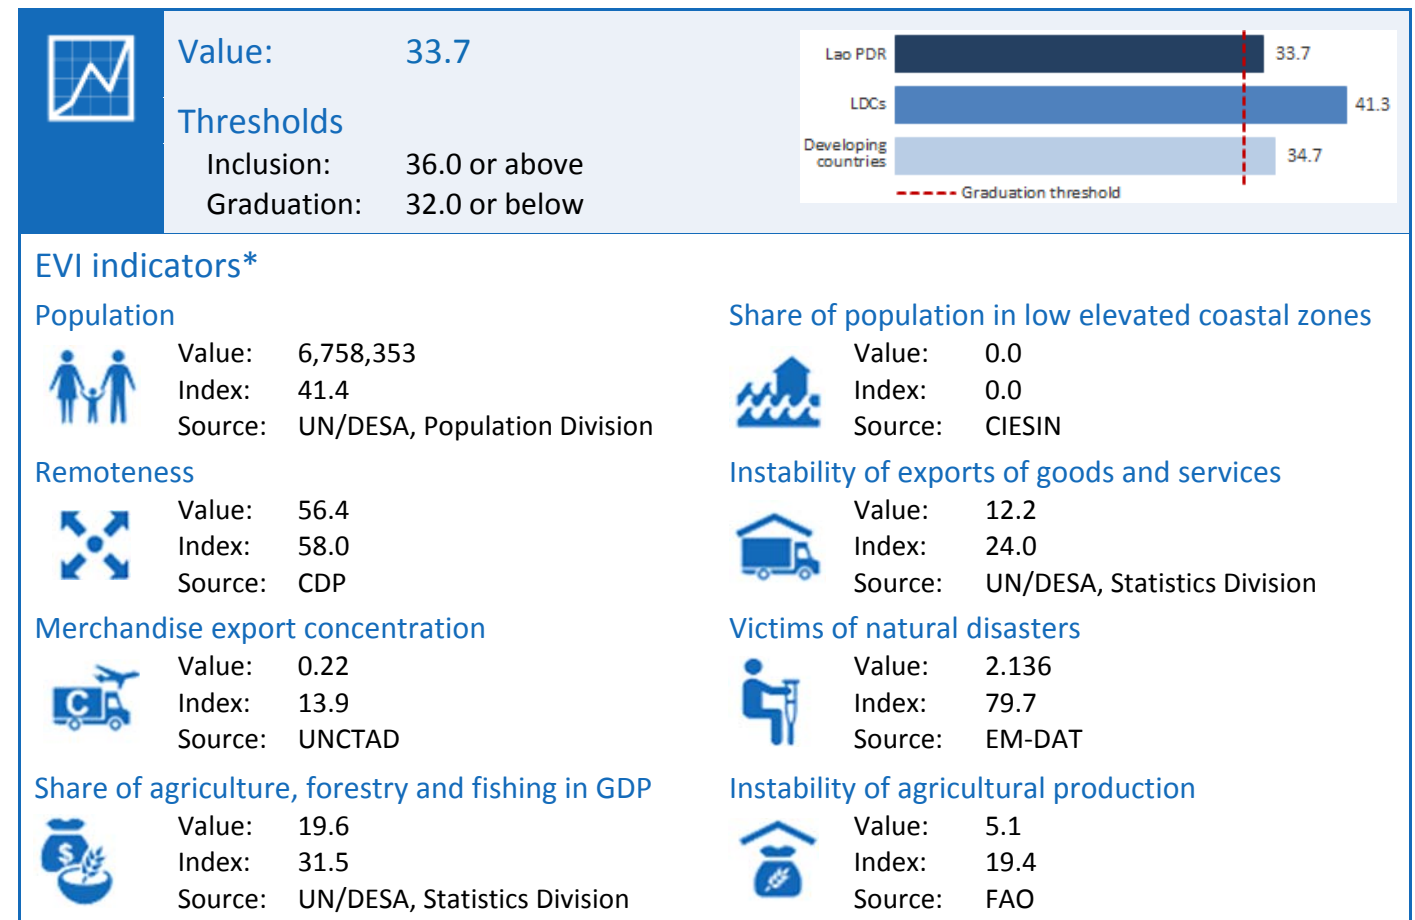 Value: 33.7
Thresholds
Inclusion: 36.0 or above
Graduation: 32.0 or below
Lao PDR 33.7
LDCs 41.3
Developing
countries 34.7
Graduation threshold
EVI indicators*
Population
Value: 6,758,353
Index: 41.4
Source: UN/DESA, Population Division
Share of population in low elevated coastal zones
Value: 0.0
Index: 0.0
Source: CIESIN
Remoteness
Value: 56.4
Index: 58.0
Source: CDP
Instability of exports of goods and services
Value: 12.2
Index: 24.0
Source: UN/DESA, Statistics Division
Merchandise export concentration
C
Value: 0.22
Index: 13.9
Source: UNCTAD
Victims of natural disasters
Value: 2.136
Index: 79.7
Source: EM-DAT
Share of agriculture, forestry and fishing in GDP
$
Value: 19.6
Index: 31.5
Source: UN/DESA, Statistics Division
Instability of agricultural production
Value: 5.1
Index: 19.4
Source: FAO